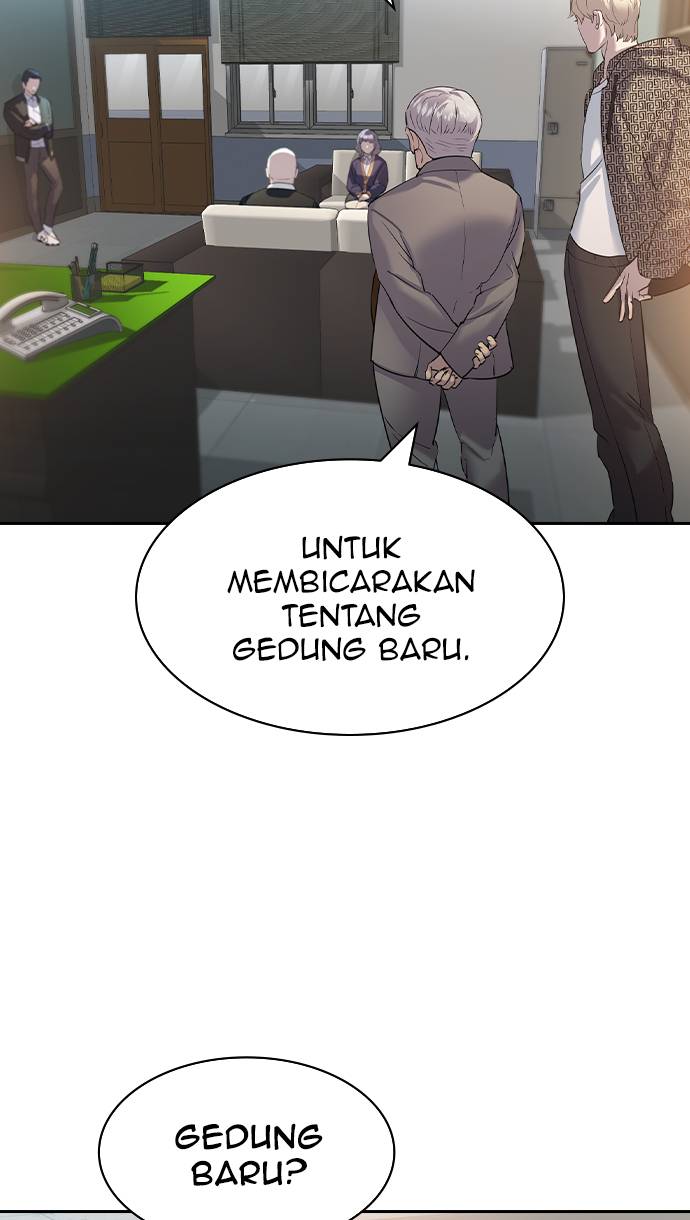 UNTUK
MEMBICARAKAN
TENTANG
GEDUNG BARU.
GEDUNG
BARU?